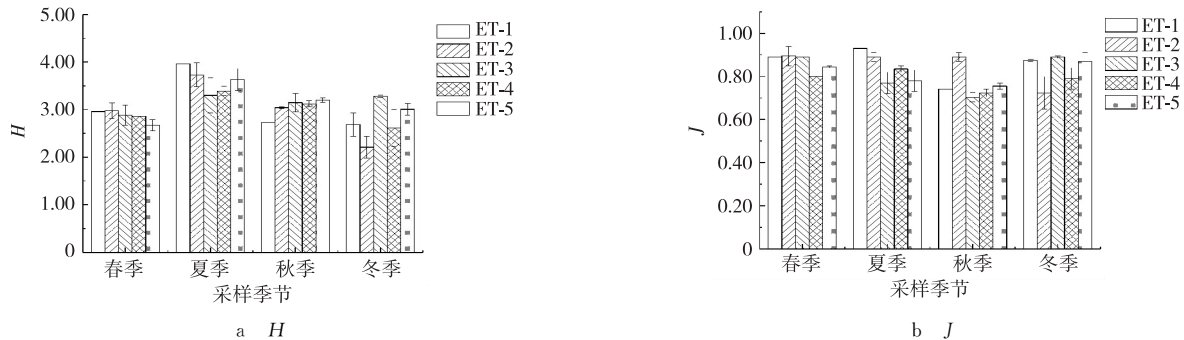 5.00
4.00
3.00
2.00
1.00
0
H
春季
夏季
秋季
冬季
采样季节
ET-1
ET-2
ET-3
ET-4
ET-5
a H
1.00
0.80
0.60
0.40
0.20
0
J
春季
夏季
秋季
冬季
采样季节
ET-1
ET-2
ET-3
ET-4
ET-5
b J